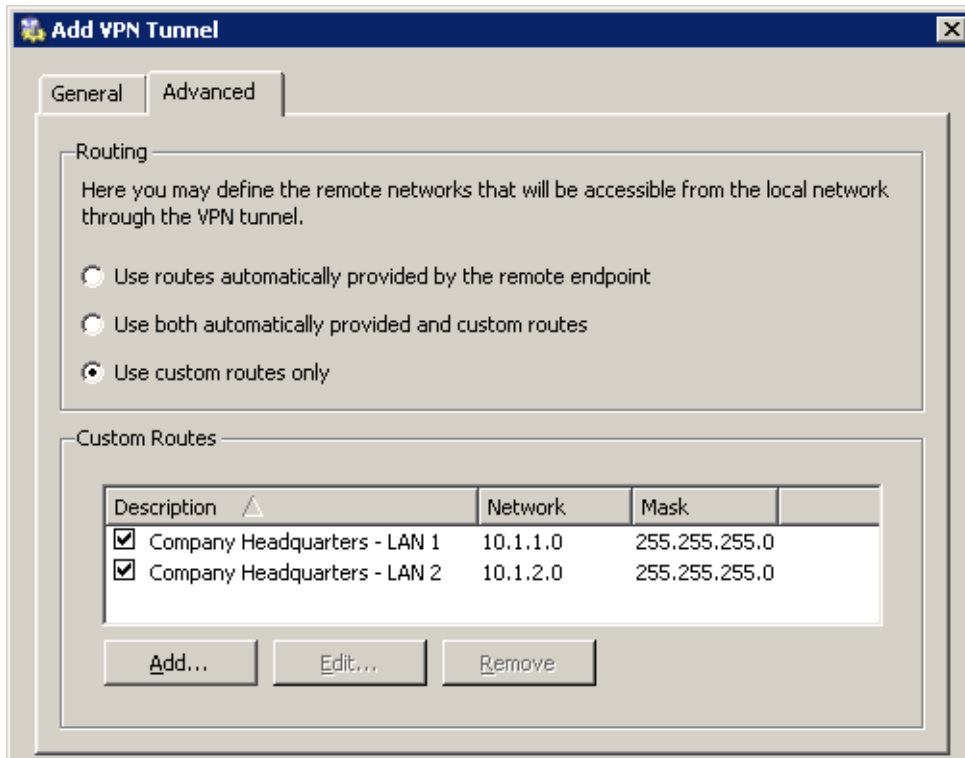 Add VPN Tunnel
General Advanced
Routing
Here you may define the remote networks that will be accessible from the local network
through the VPN tunnel.
Use routes automatically provided by the remote endpoint
Use both automatically provided and custom routes
Use custom routes only
Custom Routes
Description Network Mask
Company Headquarters - LAN 1 10.1.1.0 255.255.255.0
Company Headquarters - LAN 2 10.1.2.0 255.255.255.0
Add... Edit... Remove